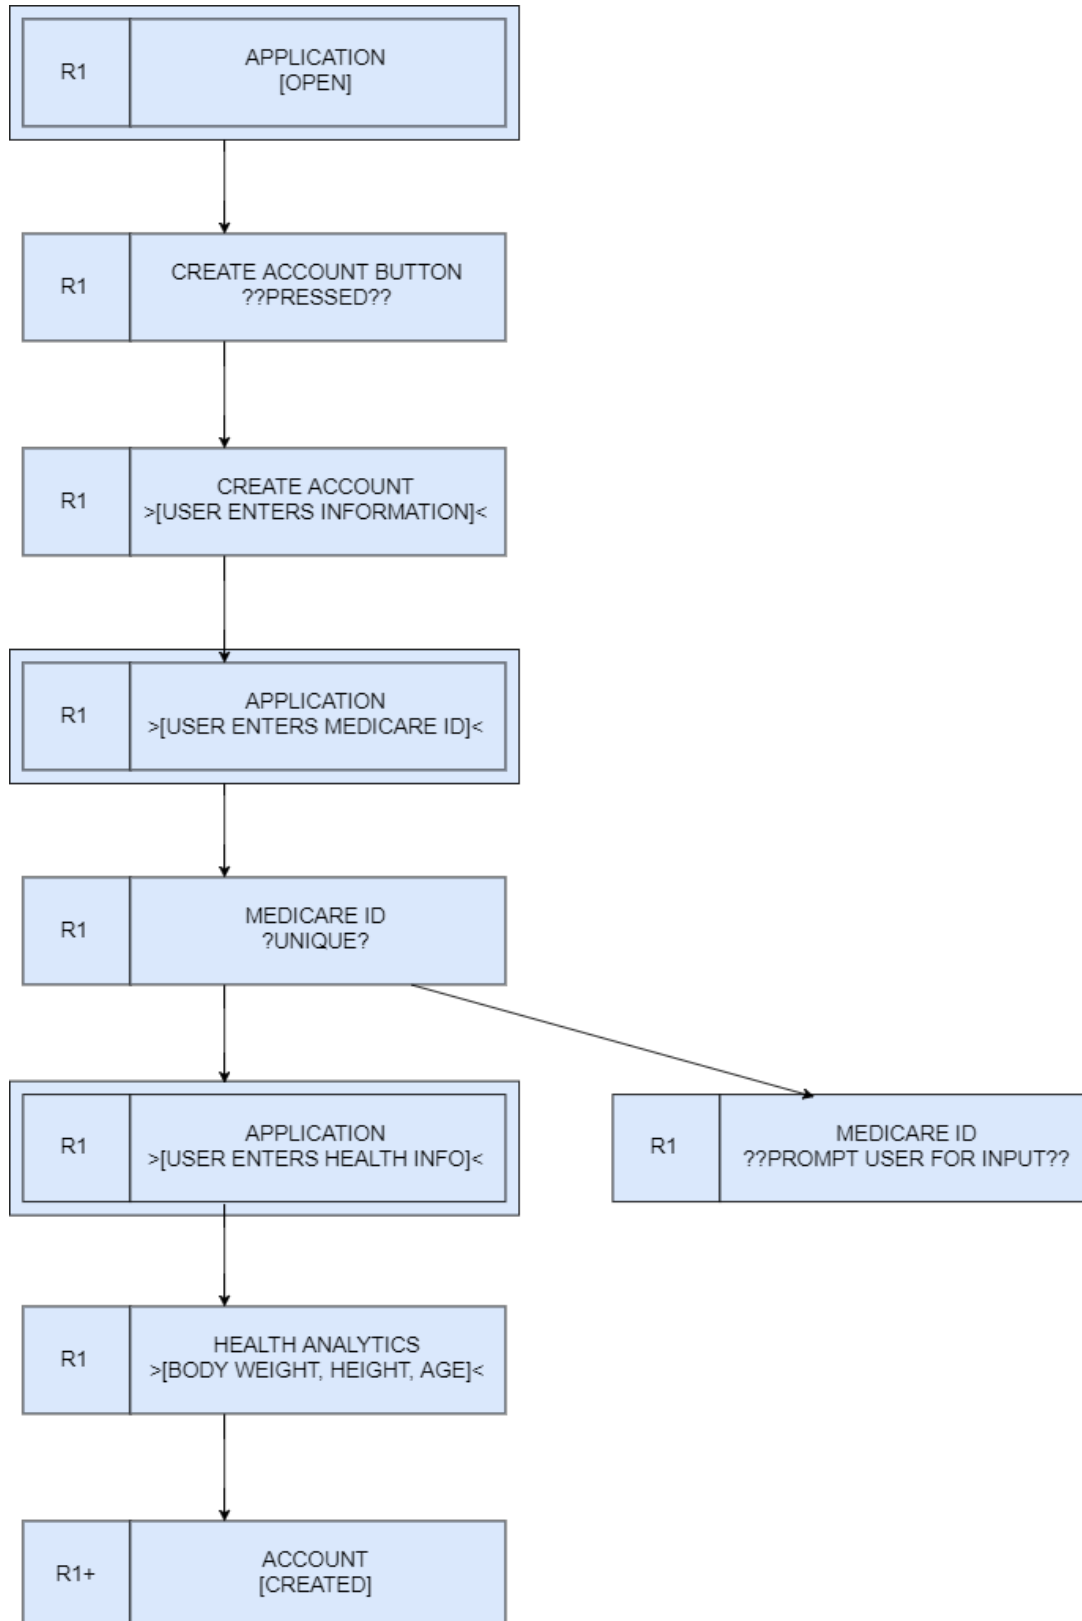 R1
APPLICATION
[OPEN]
R1
CREATE ACCOUNT BUTTON
??PRESSED??
R1
CREATE ACCOUNT
>[USER ENTERS INFORMATION]<
R1
APPLICATION
>[USER ENTERS MEDICARE ID]<
R1
MEDICARE ID
?UNIQUE?
R1
APPLICATION
>[USER ENTERS HEALTH INFO]<
R1
MEDICARE ID
??PROMPT USER FOR INPUT??
R1
HEALTH ANALYTICS
>[BODY WEIGHT, HEIGHT, AGE]<
R1+
ACCOUNT
[CREATED]